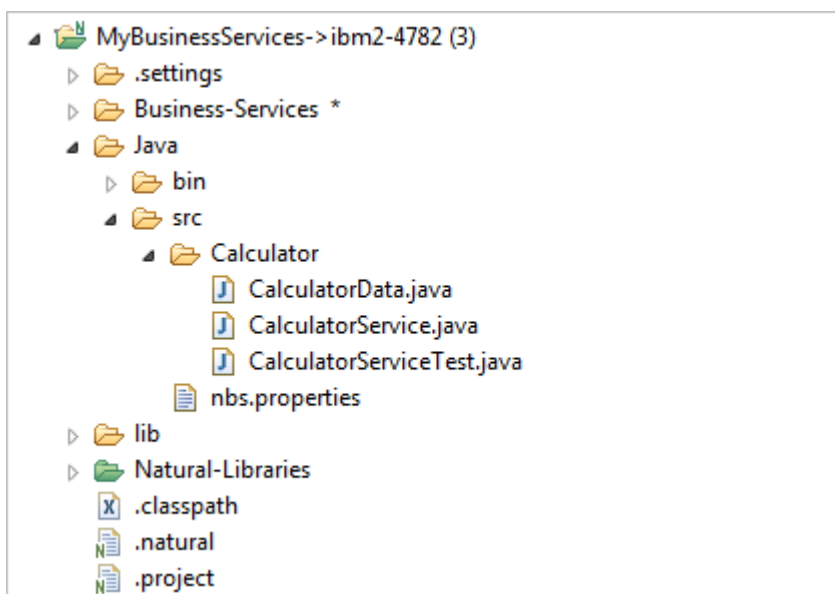 MyBusinessServices->ibm2-4782 (3)
.settings
Business-Services *
Java
bin
src
Calculator
CalculatorData.java
CalculatorService.java
CalculatorServiceTest.java
nbs.properties
lib
Natural-Libraries
.classpath
.natural
.project